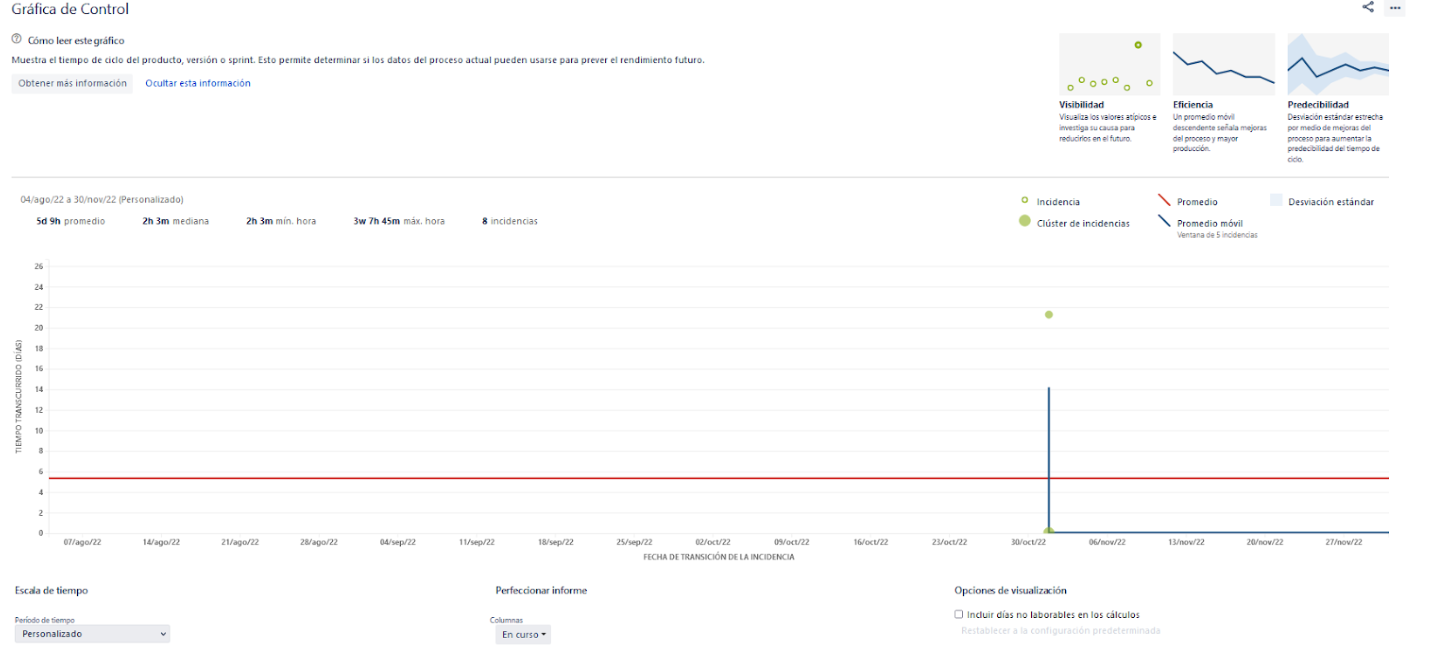 Gráfica de Control
Cómo leer este gráfico
Muestra el tiempo de ciclo del producto, versión o sprint. Esto permite determinar si los datos del proceso actual pueden usarse para prever el rendimiento futuro.
Obtener más información Ocultar esta información
Visibilidad
Visualiza los valores atípicos e
investiga su causa para
reducirlos en el futuro.
Eficiencia
Un promedio móvil
descendente señala mejoras
del proceso y mayor
producción.
Predecibilidad
Desviación estándar estrecha
por medio de mejoras del
proceso para aumentar la
predecibilidad del tiempo de
ciclo.
04/ago/22 a 30/nov/22 (Personalizado)
5d 9h promedio 2h 3m mediana 2h 3m mín. hora 3w 7h 45m máx. hora 8 incidencias
Incidencia Promedio Desviación estándar
Clúster de incidencias Promedio móvil
Ventana de 5 incidencias
TIEMPO TRANSCURRIDO (DÍAS)
26
24
22
20
18
16
14
12
10
8
6
4
2
0
07/ago/22 14/ago/22 21/ago/22 28/ago/22 04/sep/22 11/sep/22 18/sep/22 25/sep/22 02/oct/22 09/oct/22 16/oct/22 23/oct/22 30/oct/22 06/nov/22 13/nov/22 20/nov/22 27/nov/22
FECHA DE TRANSICIÓN DE LA INCIDENCIA
Escala de tiempo
Período de tiempo
Personalizado
Perfeccionar informe
Columnas
En curso
Opciones de visualización
Incluir días no laborables en los cálculos
Restablecer a la configuración predeterminada